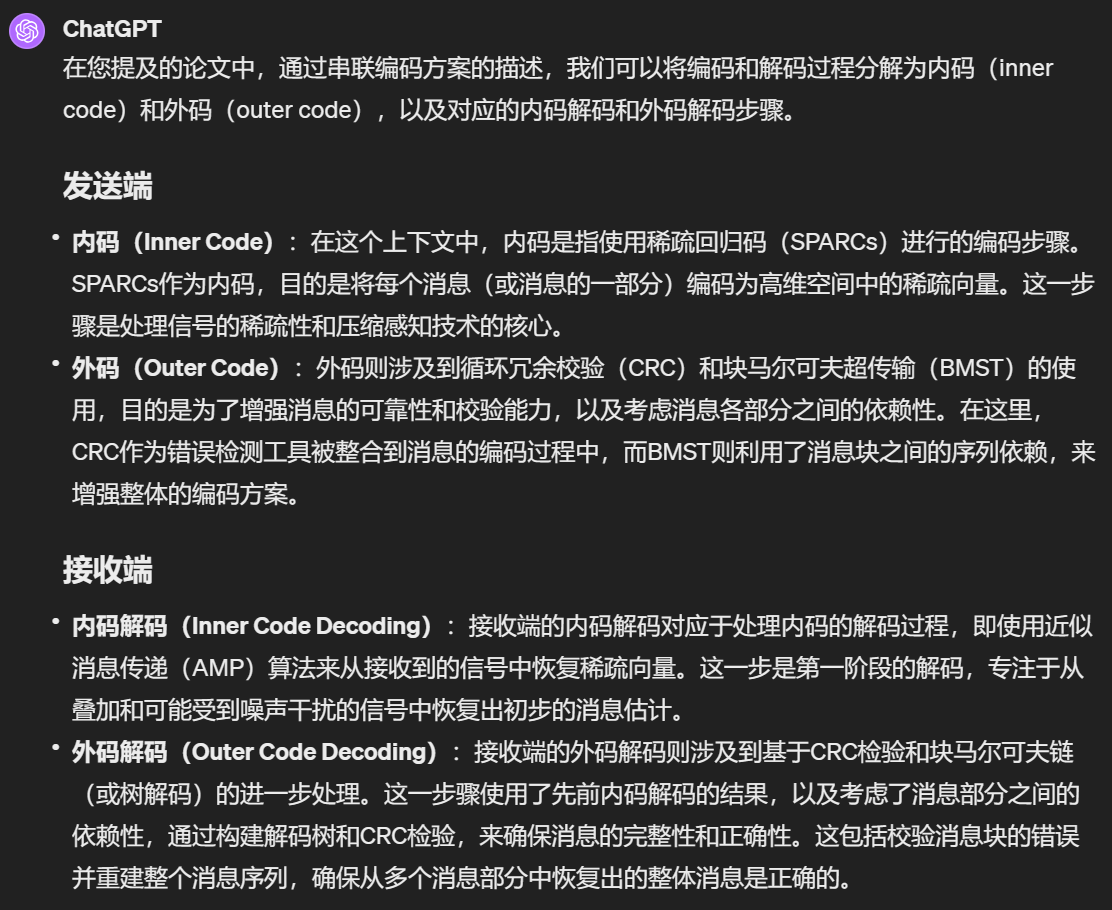 ChatGPT
在您提及的论文中，通过串联编码方案的描述，我们可以将编码和解码过程分解为内码（inner
code）和外码（outer code），以及对应的内码解码和外码解码步骤。
发送端
• 内码（Inner Code）：在这个上下文中，内码是指使用稀疏回归码（SPARCs）进行的编码步骤。
SPARCs作为内码，目的是将每个消息（或消息的一部分）编码为高维空间中的稀疏向量。这一步
骤是处理信号的稀疏性和压缩感知技术的核心。
• 外码（Outer Code）：外码则涉及到循环冗余校验（CRC）和块马尔可夫超传输（BMST）的使
用，目的是为了增强消息的可靠性和校验能力，以及考虑消息各部分之间的依赖性。在这里，
CRC作为错误检测工具被整合到消息的编码过程中，而BMST则利用了消息块之间的序列依赖，来
增强整体的编码方案。
接收端
• 内码解码（Inner Code Decoding）：接收端的内码解码对应于处理内码的解码过程，即使用近似
消息传递（AMP）算法来从接收到的信号中恢复稀疏向量。这一步是第一阶段的解码，专注于从
叠加和可能受到噪声干扰的信号中恢复出初步的消息估计。
• 外码解码（Outer Code Decoding）：接收端的外码解码则涉及到基于CRC检验和块马尔可夫链
（或树解码）的进一步处理。这一步骤使用了先前内码解码的结果，以及考虑了消息部分之间的
依赖性，通过构建解码树和CRC检验，来确保消息的完整性和正确性。这包括校验消息块的错误
并重建整个消息序列，确保从多个消息部分中恢复出的整体消息是正确的。